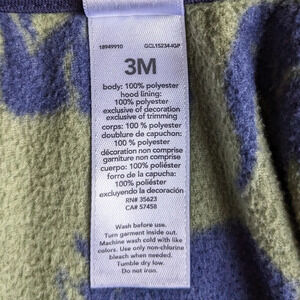 18949910 GCL152344GP
3M
body: 100% polyester
hood lining:
100% polyester
exclusive of decoration
exclusive of trimming
corps: 100% polyester
doublure de capuchon:
100% polyester
décoration non comprise
garniture non comprise
cuerpo: 100% poliéster
forro de la capucha:
100% poliéster
excluyendo la decoración
RN# 35623
CA# 57458
Wash before use.
Turn garment inside out.
Machine wash cold with like
colors. Use only non-chlorine
bleach when needed.
Tumble dry low.
Do not iron.